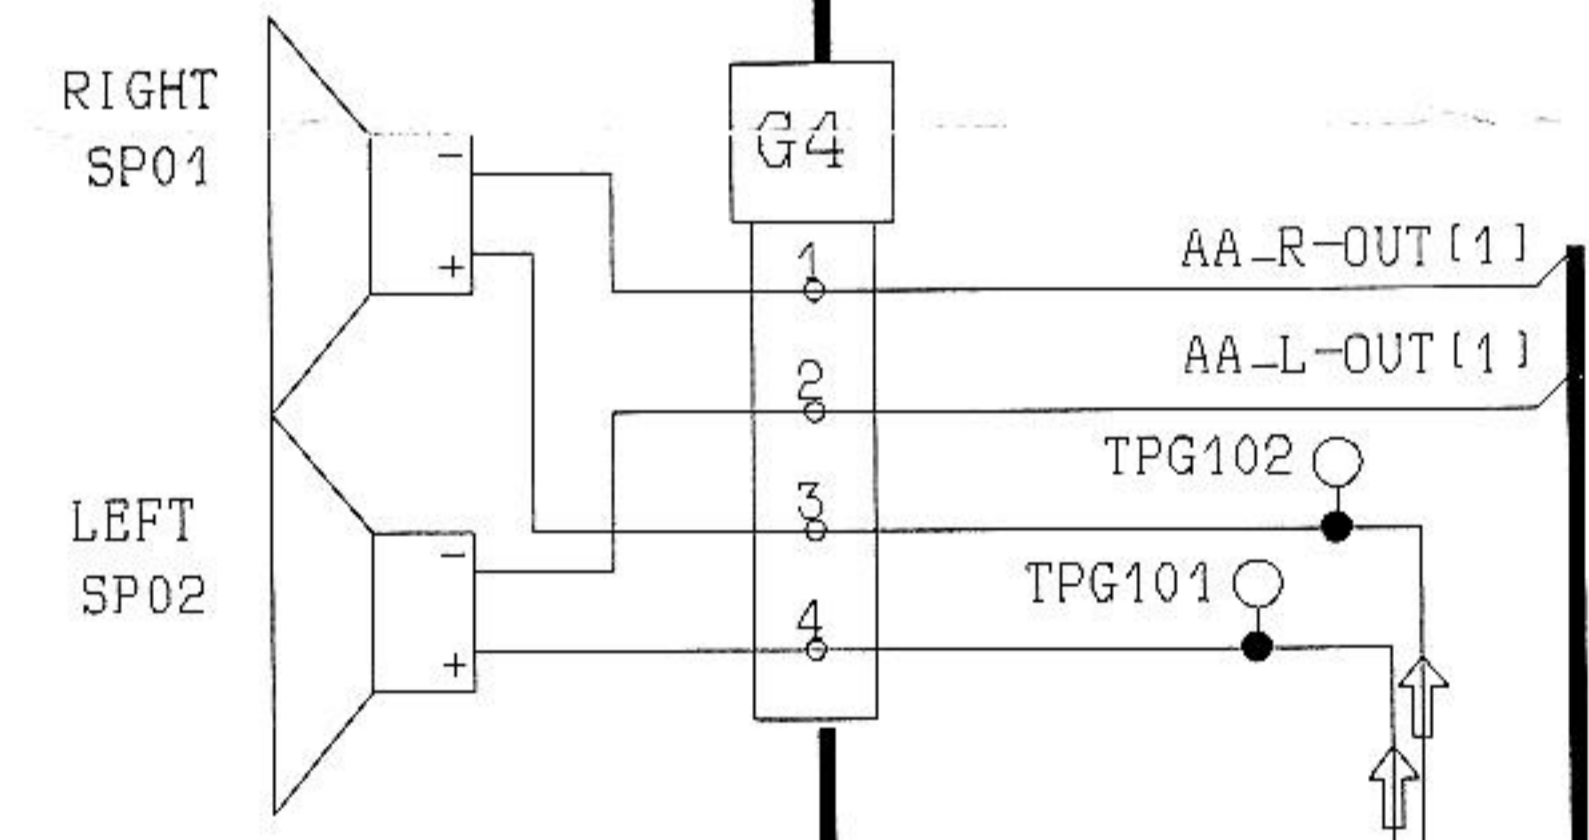 RIGHT
SP01
-
+
G4
1
AA_R-OUT(1)
2
AA_L-OUT(1)
3
TPG102
LEFT
SP02
-
+
4
TPG101